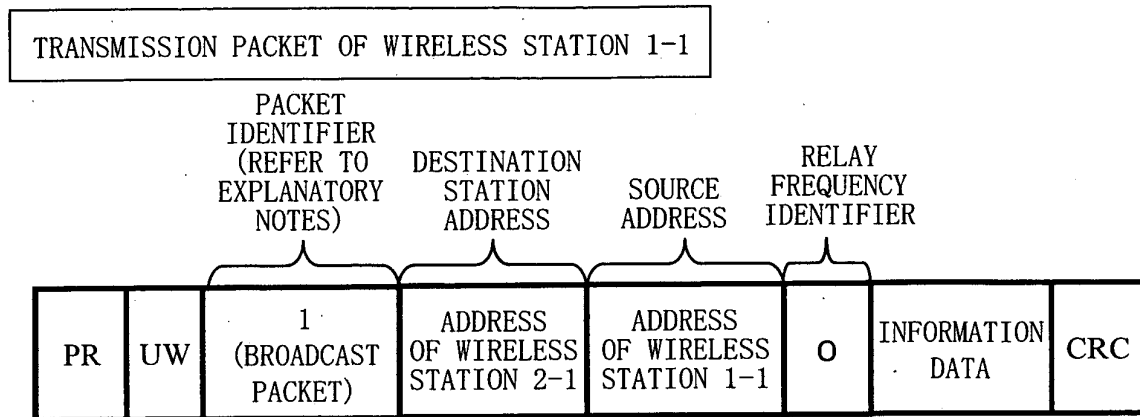 TRANSMISSION PACKET OF WIRELESS STATION 1-1
PACKET
IDENTIFIER
(REFER TO
EXPLANATORY
NOTES)
DESTINATION
STATION
ADDRESS
SOURCE
ADDRESS
RELAY
FREQUENCY
IDENTIFIER
PR
UW
1
(BROADCAST
PACKET)
ADDRESS
OF WIRELESS
STATION 2-1
ADDRESS
OF WIRELESS
STATION 1-1
0
INFORMATION
DATA
CRC